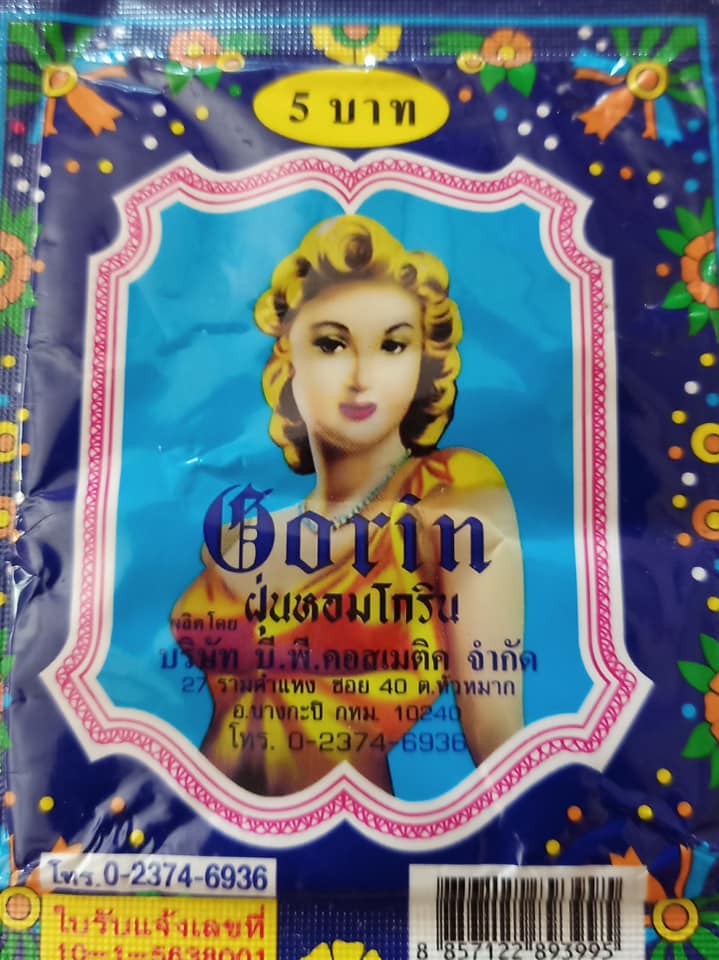 5 บาท
Gorin
ฝุ่นหอมโกริน
ผลิตโดย
บริษัท บี.พี.คอสเมติค จำกัด
27 รามคำแหง ซอย 40 ต.หัวหมาก
อ.บางกะปิ กทม. 10240
โทร. 0-2374-6936
โทร.0-2374-6936
ใบรับแจ้งเลขที่
10-1-5638001
8 857122 893995